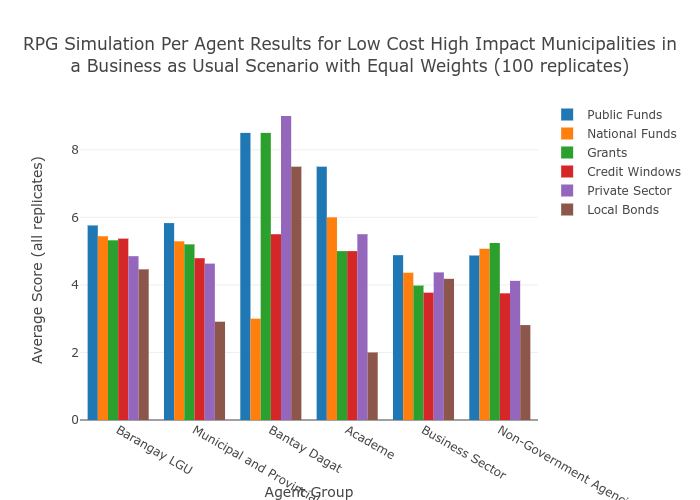 RPG Simulation Per Agent Results for Low Cost High Impact Municipalities in
a Business as Usual Scenario with Equal Weights (100 replicates)
Public Funds
National Funds
Grants
Credit Windows
Private Sector
Local Bonds
Average Score (all replicates)
8
6
4
2
0
Barangay LGU
Municipal and
Bantay Dagat
Academe
Business Sector
Non-Government
Agent Group